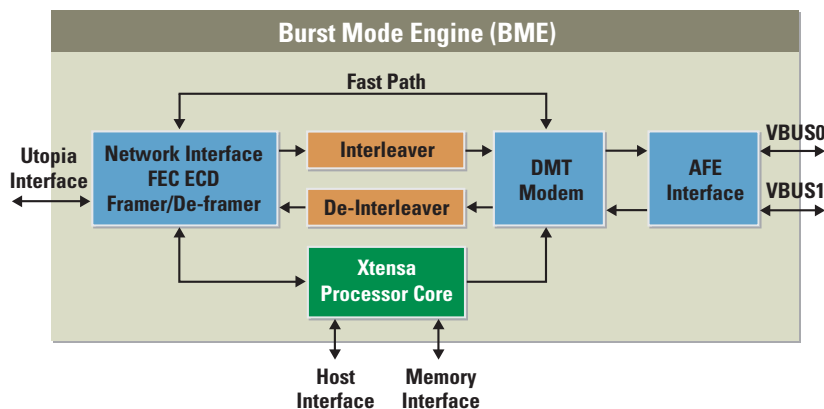 Burst Mode Engine (BME)
Fast Path
Utopia
Interface
Network Interface
FEC ECD
Framer/De-framer
Interleaver
De-Interleaver
DMT
Modem
AFE
Interface
VBUS0
VBUS1
Xtensa
Processor Core
Host
Interface
Memory
Interface